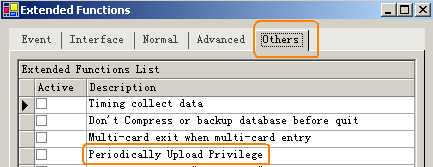 Extended Functions
Event Interface Normal Advanced Others
Extended Functions List
Active Description
Timing collect data
Don't Compress or backup database before quit
Multi-card exit when multi-card entry
Periodically Upload Privilege